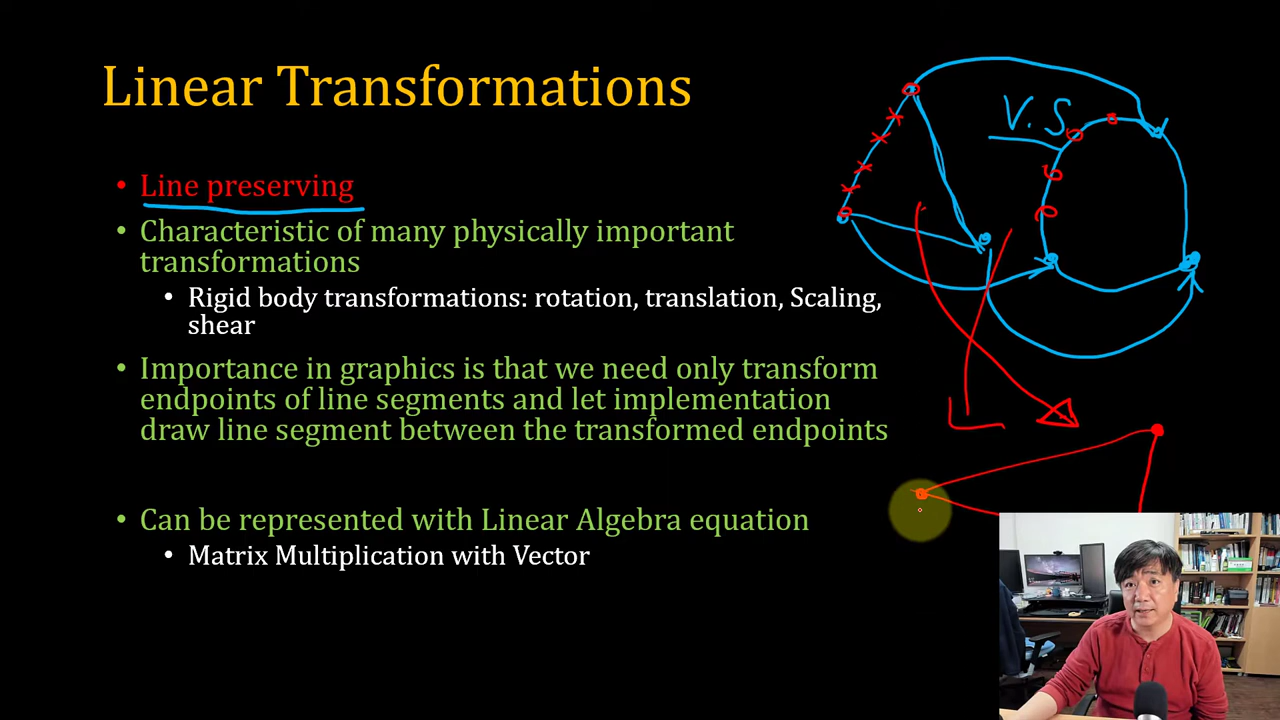 Linear Transformations
V.S
• Line preserving
• Characteristic of many physically important
transformations
• Rigid body transformations: rotation, translation, Scaling,
shear
• Importance in graphics is that we need only transform
endpoints of line segments and let implementation
draw line segment between the transformed endpoints
• Can be represented with Linear Algebra equation
• Matrix Multiplication with Vector